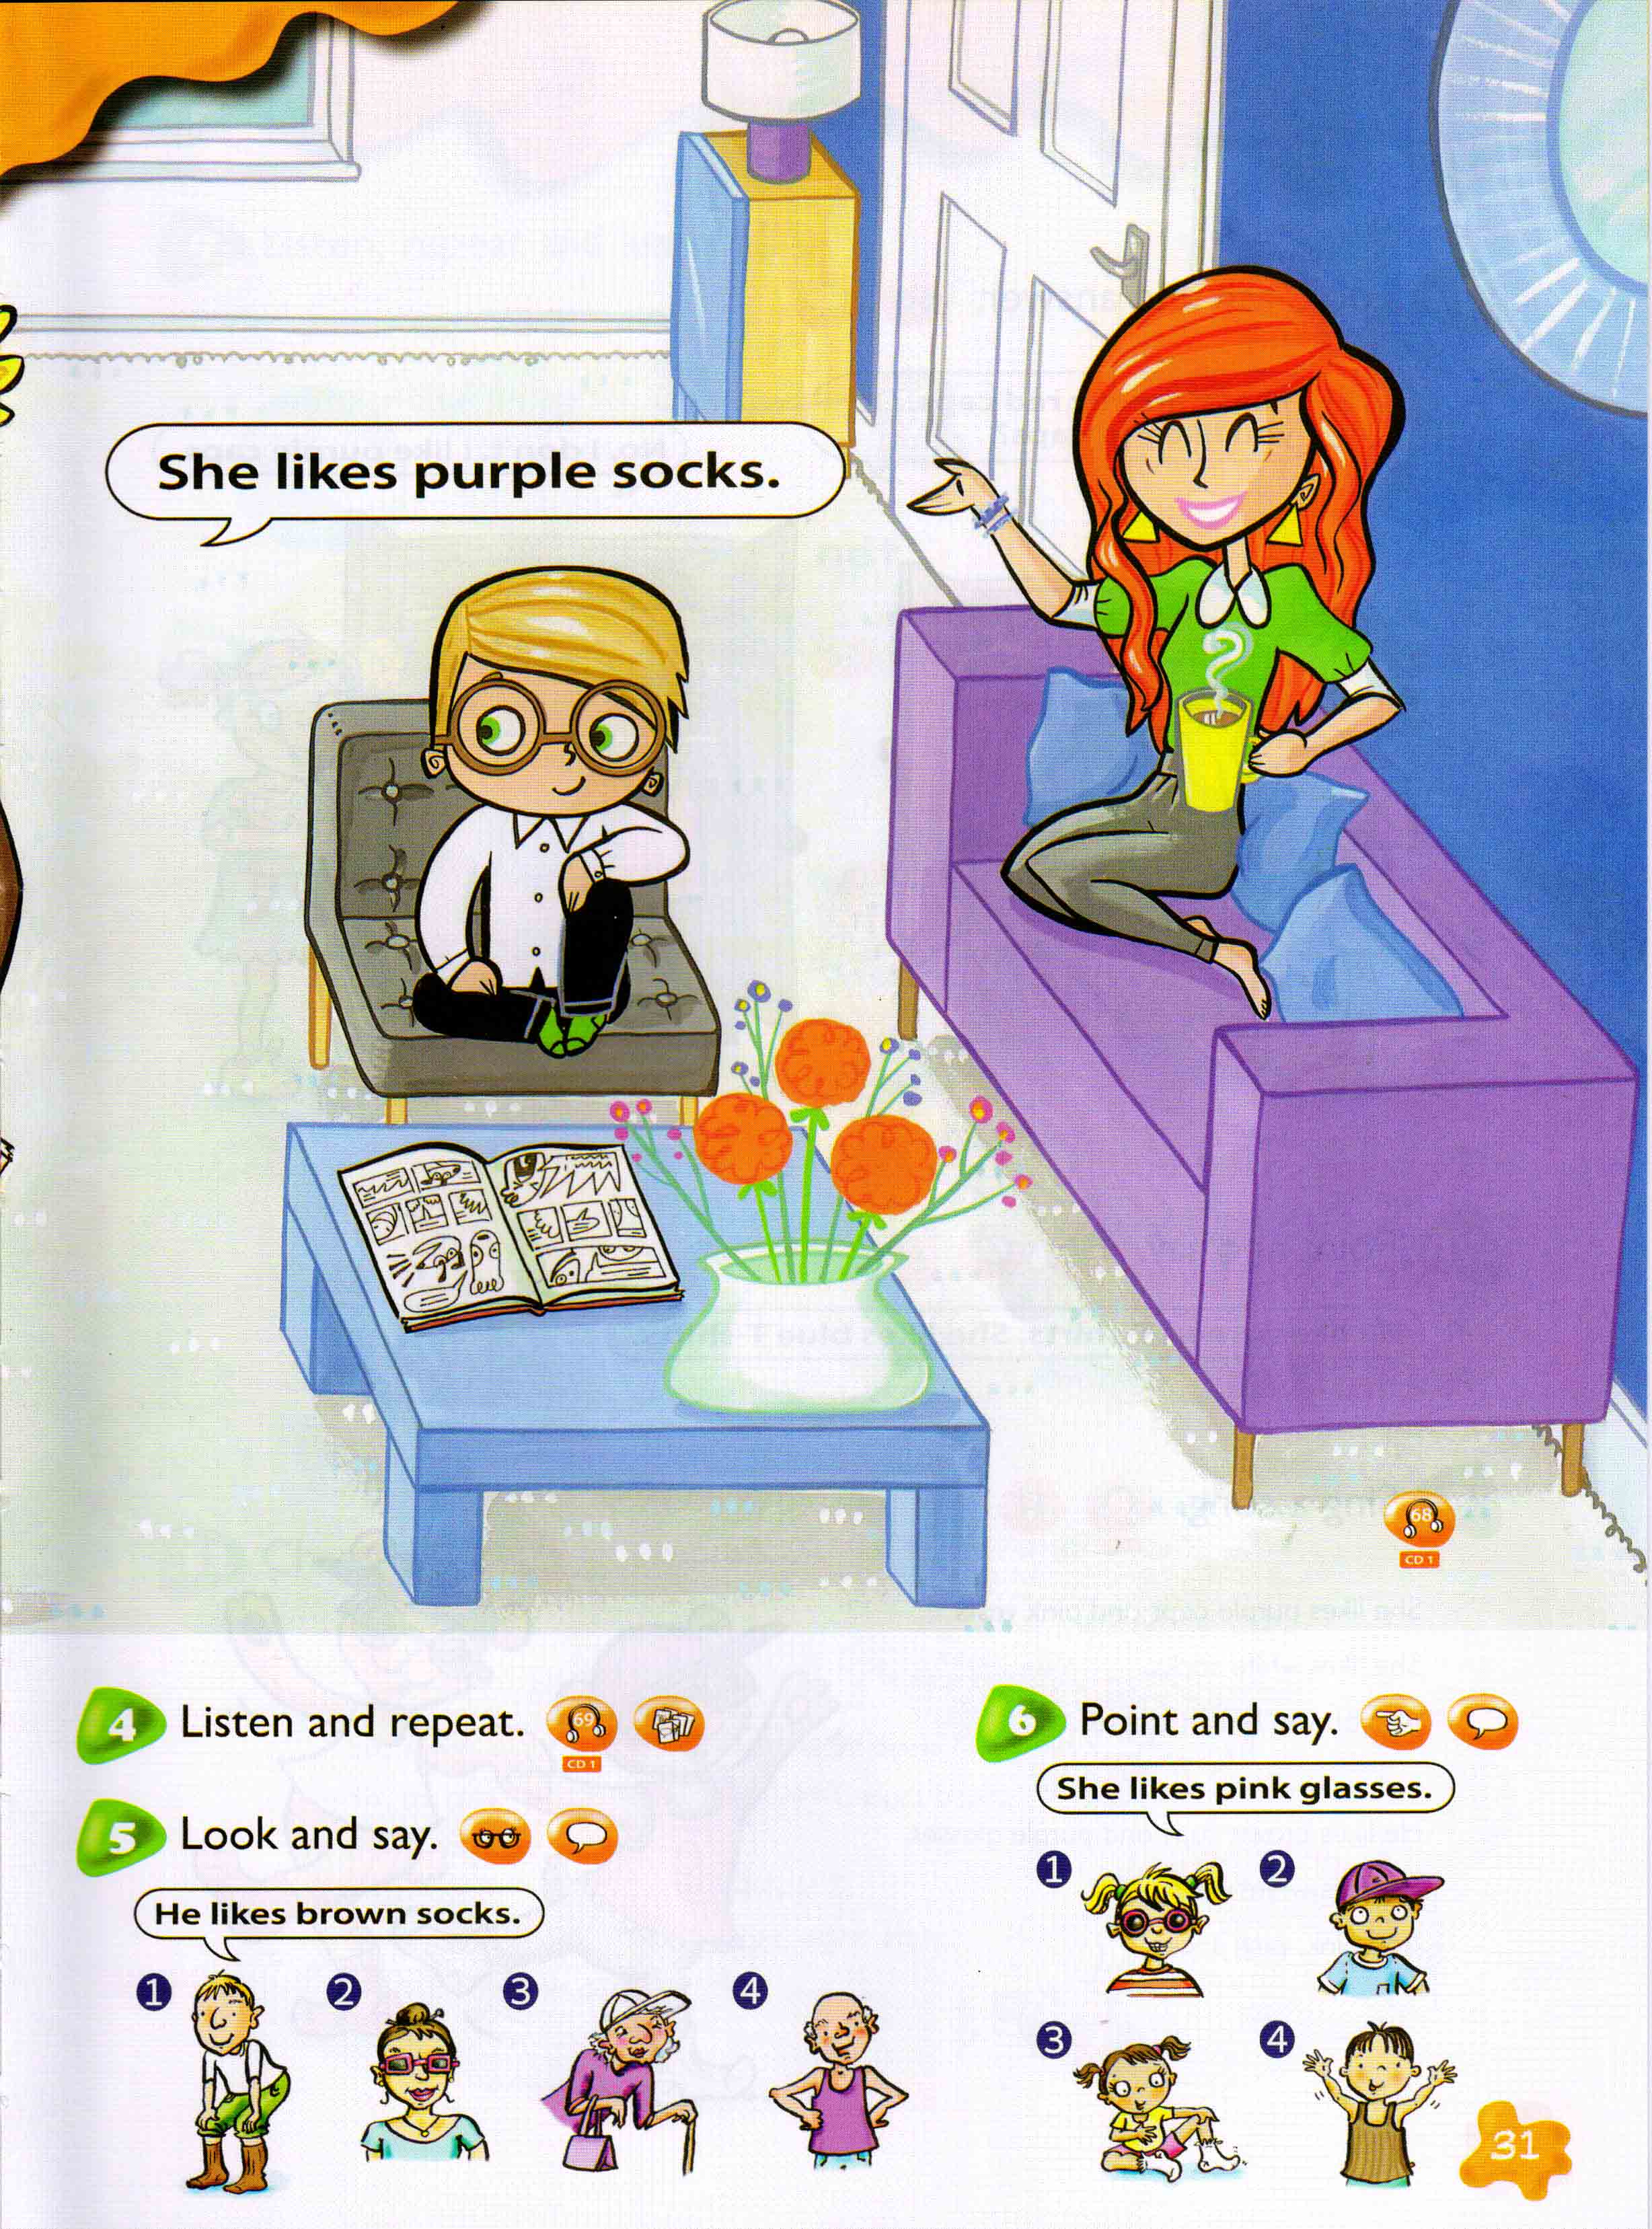 She likes purple socks.
68
CD 1
4 Listen and repeat. 69
CD 1
5 Look and say.
He likes brown socks.
1 2 3 4
6 Point and say.
She likes pink glasses.
1 2
3 4
31